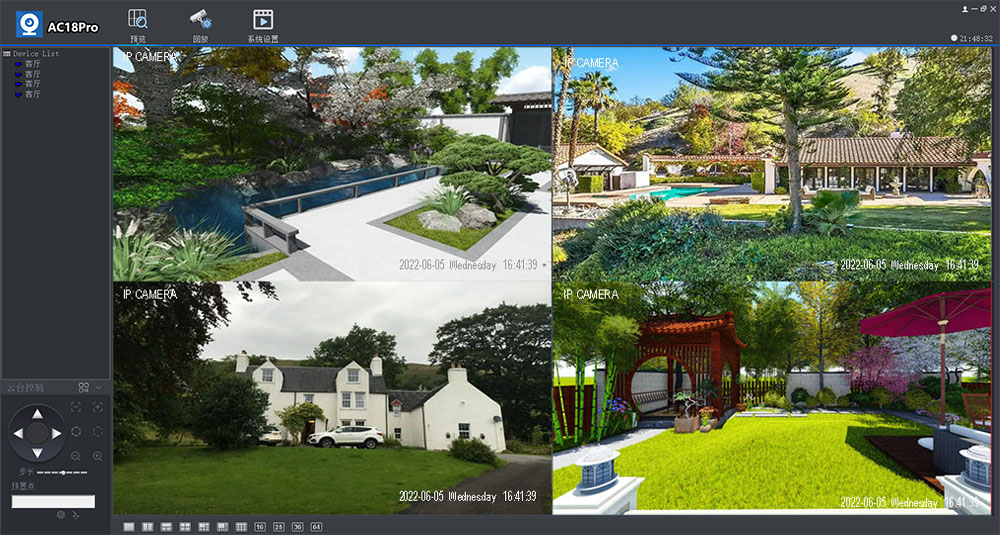 AC18Pro
预览
回放
系统设置
21:48:32
Device List
客厅
客厅
客厅
客厅
IP CAMERA
2022-06-05 Wednesday 16:41:39
IP CAMERA
2022-06-05 Wednesday 16:41:39
IP CAMERA
2022-06-05 Wednesday 16:41:39
IP CAMERA
2022-06-05 Wednesday 16:41:39
云台控制
步长
预置点
16 25 36 64